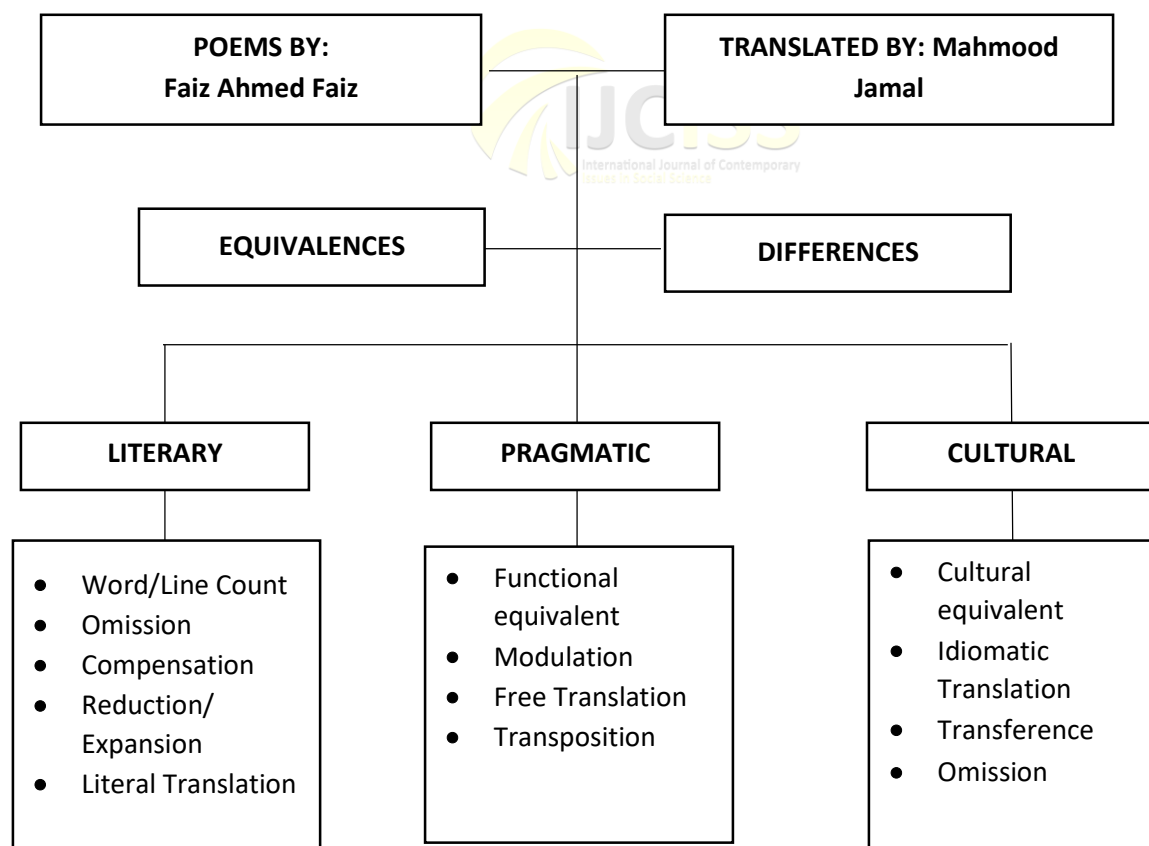 POEMS BY:
Faiz Ahmed Faiz
TRANSLATED BY: Mahmood
Jamal
IJCISS
International Journal of Contemporary
Issues in Social Science
EQUIVALENCES
DIFFERENCES
LITERARY
PRAGMATIC
CULTURAL
● Word/Line Count
● Omission
● Compensation
● Reduction/
Expansion
● Literal Translation
● Functional
equivalent
● Modulation
● Free Translation
● Transposition
● Cultural
equivalent
● Idiomatic
Translation
● Transference
● Omission